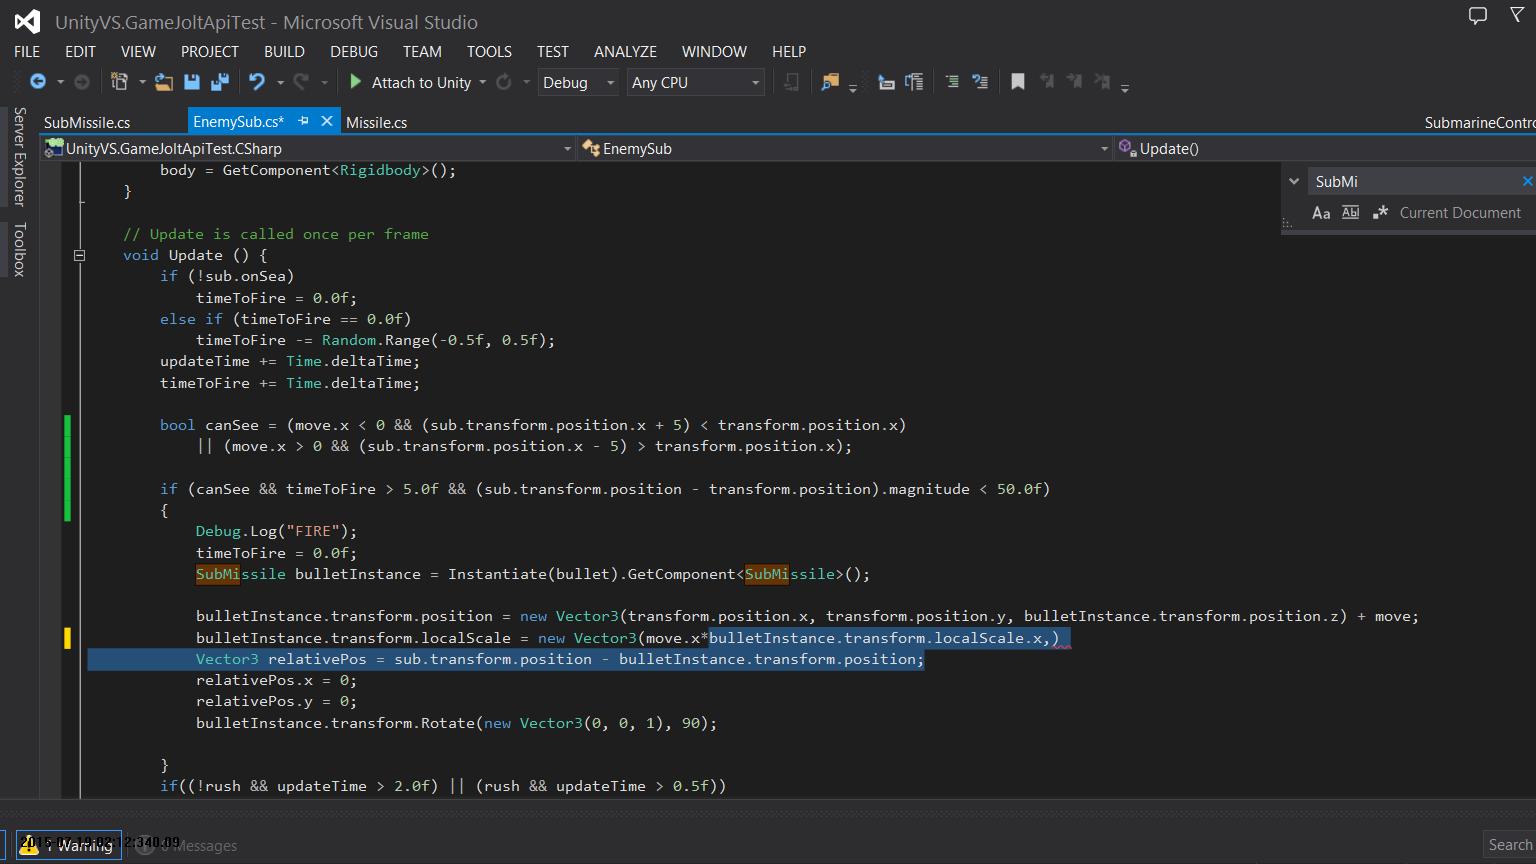 UnityVS.GameJoltApiTest - Microsoft Visual Studio
FILE EDIT VIEW PROJECT BUILD DEBUG TEAM TOOLS TEST ANALYZE WINDOW HELP
Attach to Unity Debug Any CPU
Server Explorer
Toolbox
SubMissile.cs EnemySub.cs* Missile.cs SubmarineContro
UnityVS.GameJoltApiTest.CSharp EnemySub Update()
SubMi
Aa Abl .* Current Document
body = GetComponent<Rigidbody>();
}
// Update is called once per frame
void Update () {
if (!sub.onSea)
timeToFire = 0.0f;
else if (timeToFire == 0.0f)
timeToFire -= Random.Range(-0.5f, 0.5f);
updateTime += Time.deltaTime;
timeToFire += Time.deltaTime;
bool canSee = (move.x < 0 && (sub.transform.position.x + 5) < transform.position.x)
|| (move.x > 0 && (sub.transform.position.x - 5) > transform.position.x);
if (canSee && timeToFire > 5.0f && (sub.transform.position - transform.position).magnitude < 50.0f)
{
Debug.Log("FIRE");
timeToFire = 0.0f;
SubMissile bulletInstance = Instantiate(bullet).GetComponent<SubMissile>();
bulletInstance.transform.position = new Vector3(transform.position.x, transform.position.y, bulletInstance.transform.position.z) + move;
bulletInstance.transform.localScale = new Vector3(move.x*bulletInstance.transform.localScale.x,)
Vector3 relativePos = sub.transform.position - bulletInstance.transform.position;
relativePos.x = 0;
relativePos.y = 0;
bulletInstance.transform.Rotate(new Vector3(0, 0, 1), 90);
}
if((!rush && updateTime > 2.0f) || (rush && updateTime > 0.5f))
1 Warning Messages
Search